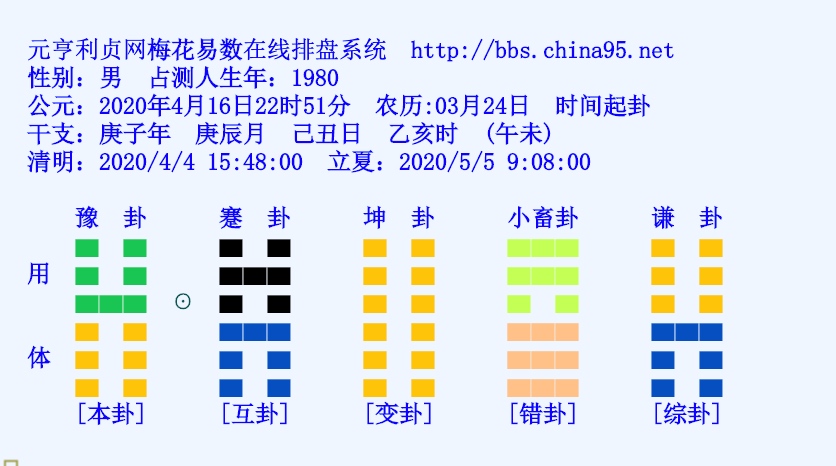 元亨利贞网梅花易数在线排盘系统 http://bbs.china95.net
性别：男 占测人生年：1980
公元：2020年4月16日22时51分 农历:03月24日 时间起卦
干支：庚子年 庚辰月 己丑日 乙亥时 (午未)
清明：2020/4/4 15:48:00 立夏：2020/5/5 9:08:00
豫 卦 蹇 卦 坤 卦 小畜卦 谦 卦
用
体
[本卦] [互卦] [变卦] [错卦] [综卦]